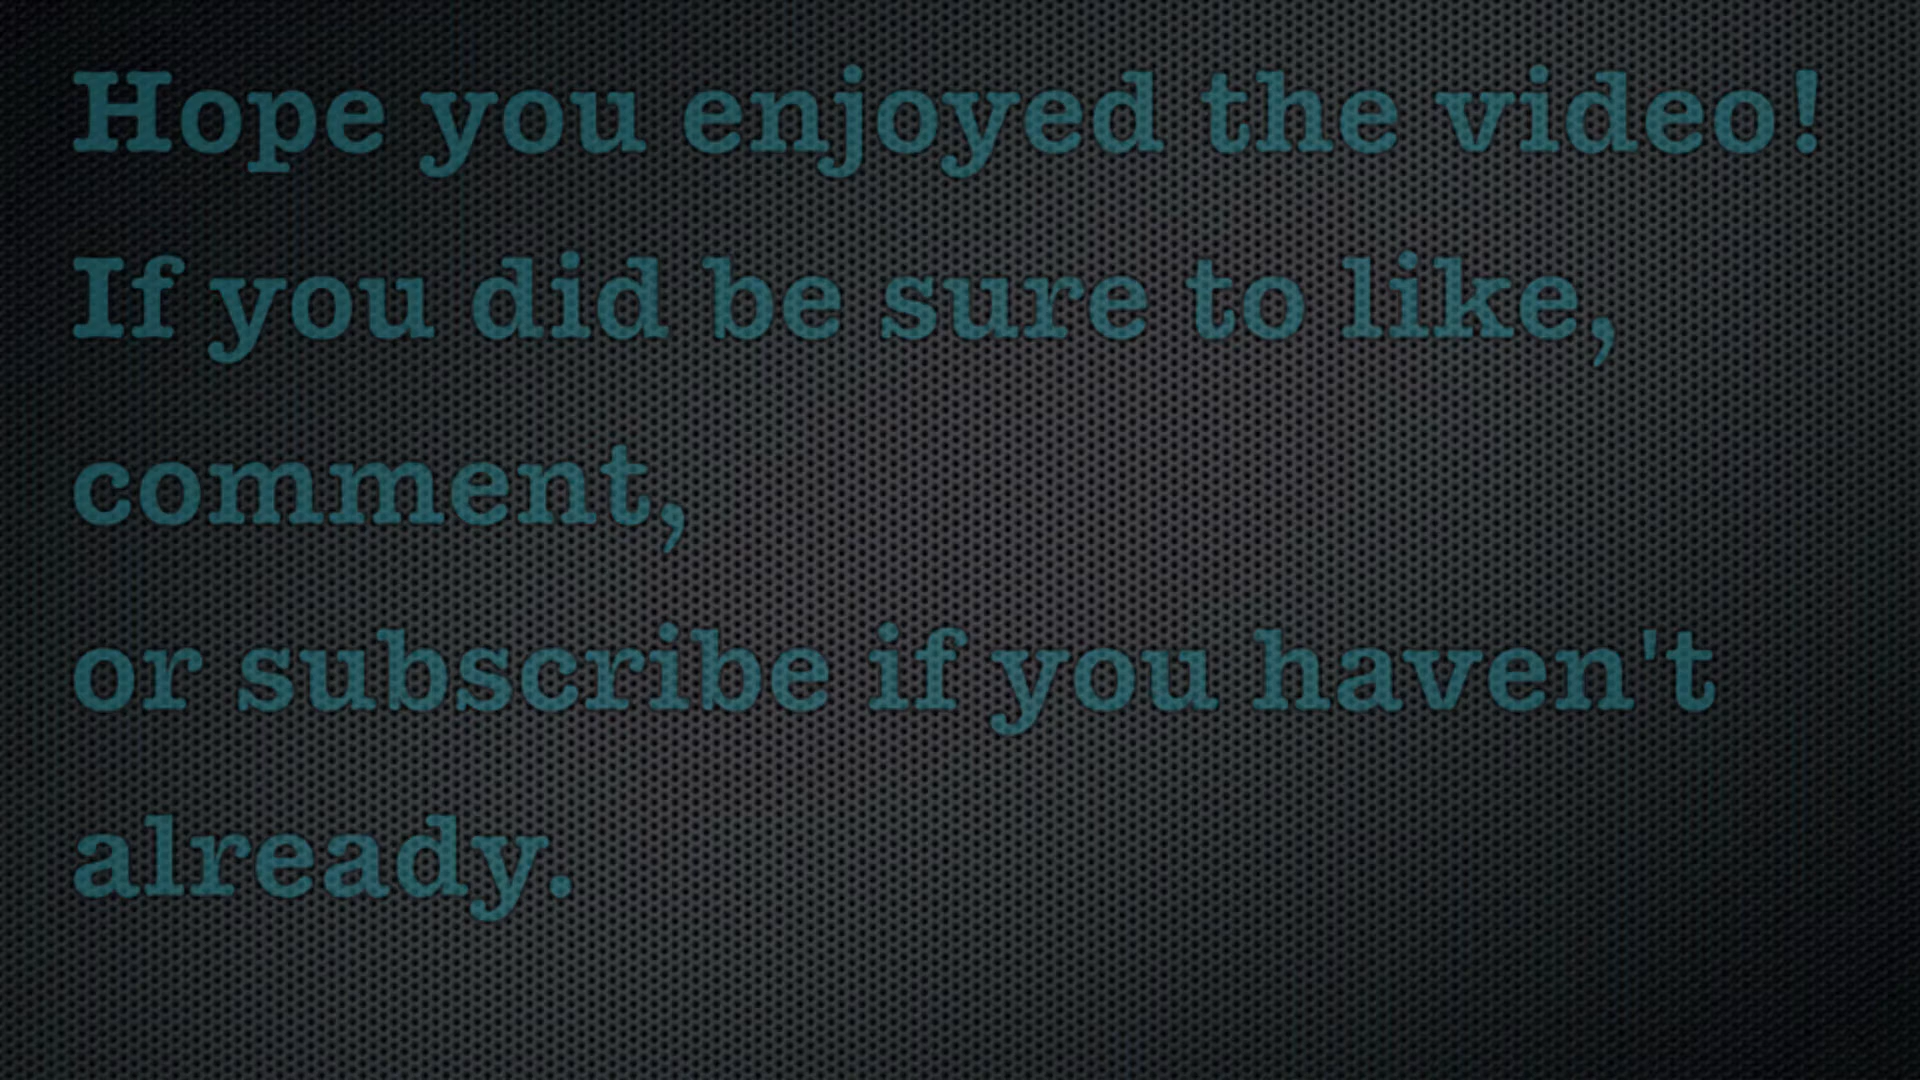 Hope you enjoyed the video!
If you did be sure to like,
comment,
or subscribe if you haven't
already.